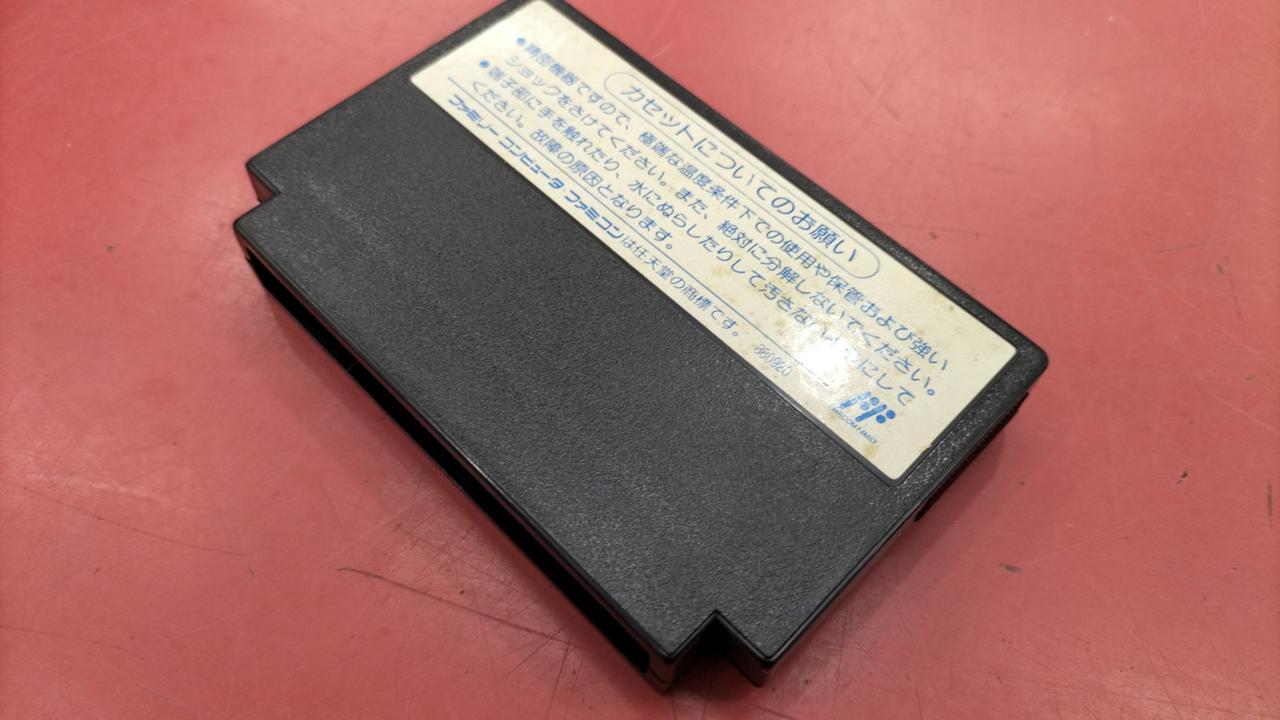 カセットについてのお願い
●精密機器ですので、極端な温度条件下での使用や保管および強い
ショックをさけてください。また、絶対に分解しないでください。
●端子部に手を触れたり、水にぬらしたりして汚さないようにして
ください。故障の原因となります。
ファミリーコンピュータ ファミコンは任天堂の商標です。
860920
FAMICOM FAMILY